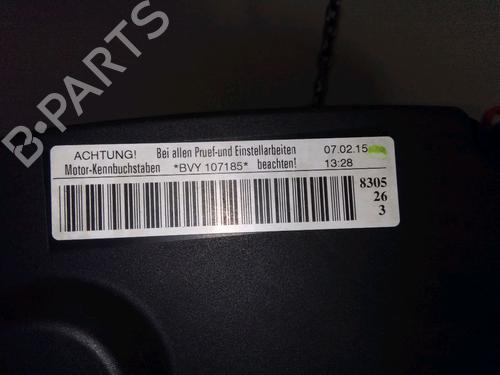 B-PARTS
ACHTUNG! Bei allen Pruef-und Einstellarbeiten 07.02.15
Motor-Kennbuchstaben *BVY 107185* beachten! 13:28
8305
26
3